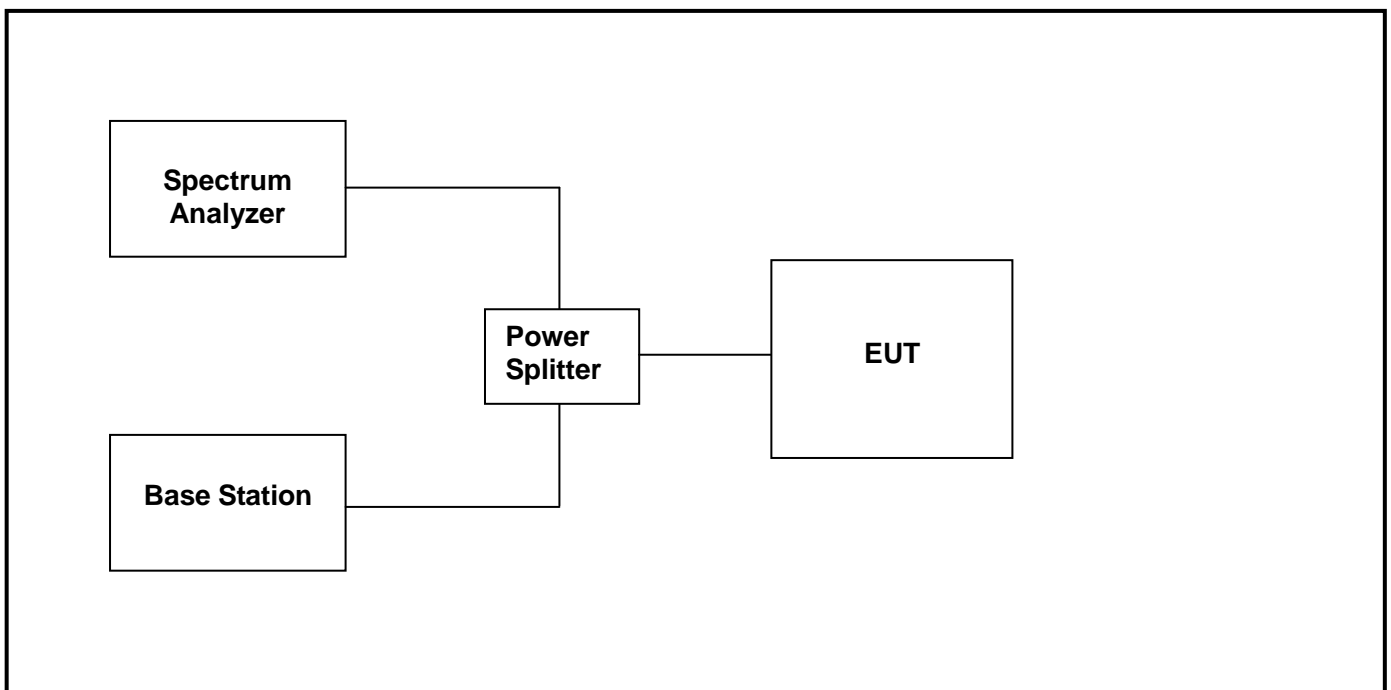 Spectrum
Analyzer
Power
Splitter
EUT
Base Station